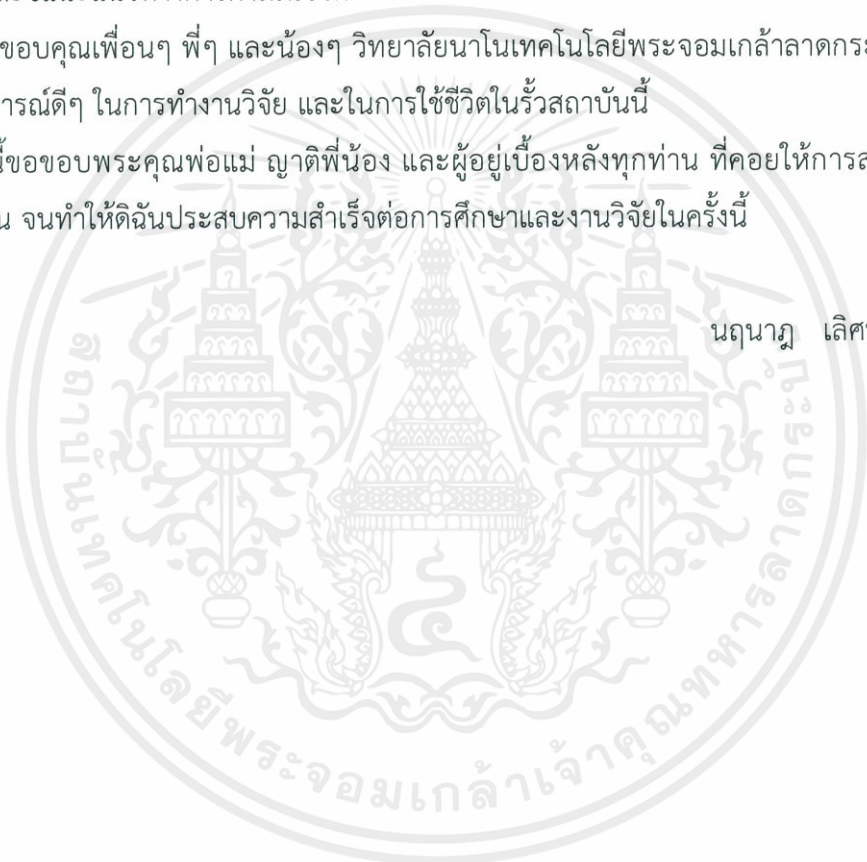 ขอบคุณเพื่อนๆ พี่ๆ และน้องๆ วิทยาลัยนาโนเทคโนโลยีพระจอมเกล้าลาดกระ
ารณ์ดีๆ ในการทำงานวิจัย และในการใช้ชีวิตในรั้วสถาบันนี้
นี้ขอขอบพระคุณพ่อแม่ ญาติพี่น้อง และผู้อยู่เบื้องหลังทุกท่าน ที่คอยให้การส
น จนทำให้ดิฉันประสบความสำเร็จต่อการศึกษาและงานวิจัยในครั้งนี้
นฤนาฎ เลิศ
สถาบันเทคโนโลยีพระจอมเกล้าเจ้าคุณทหารลาดกระบัง